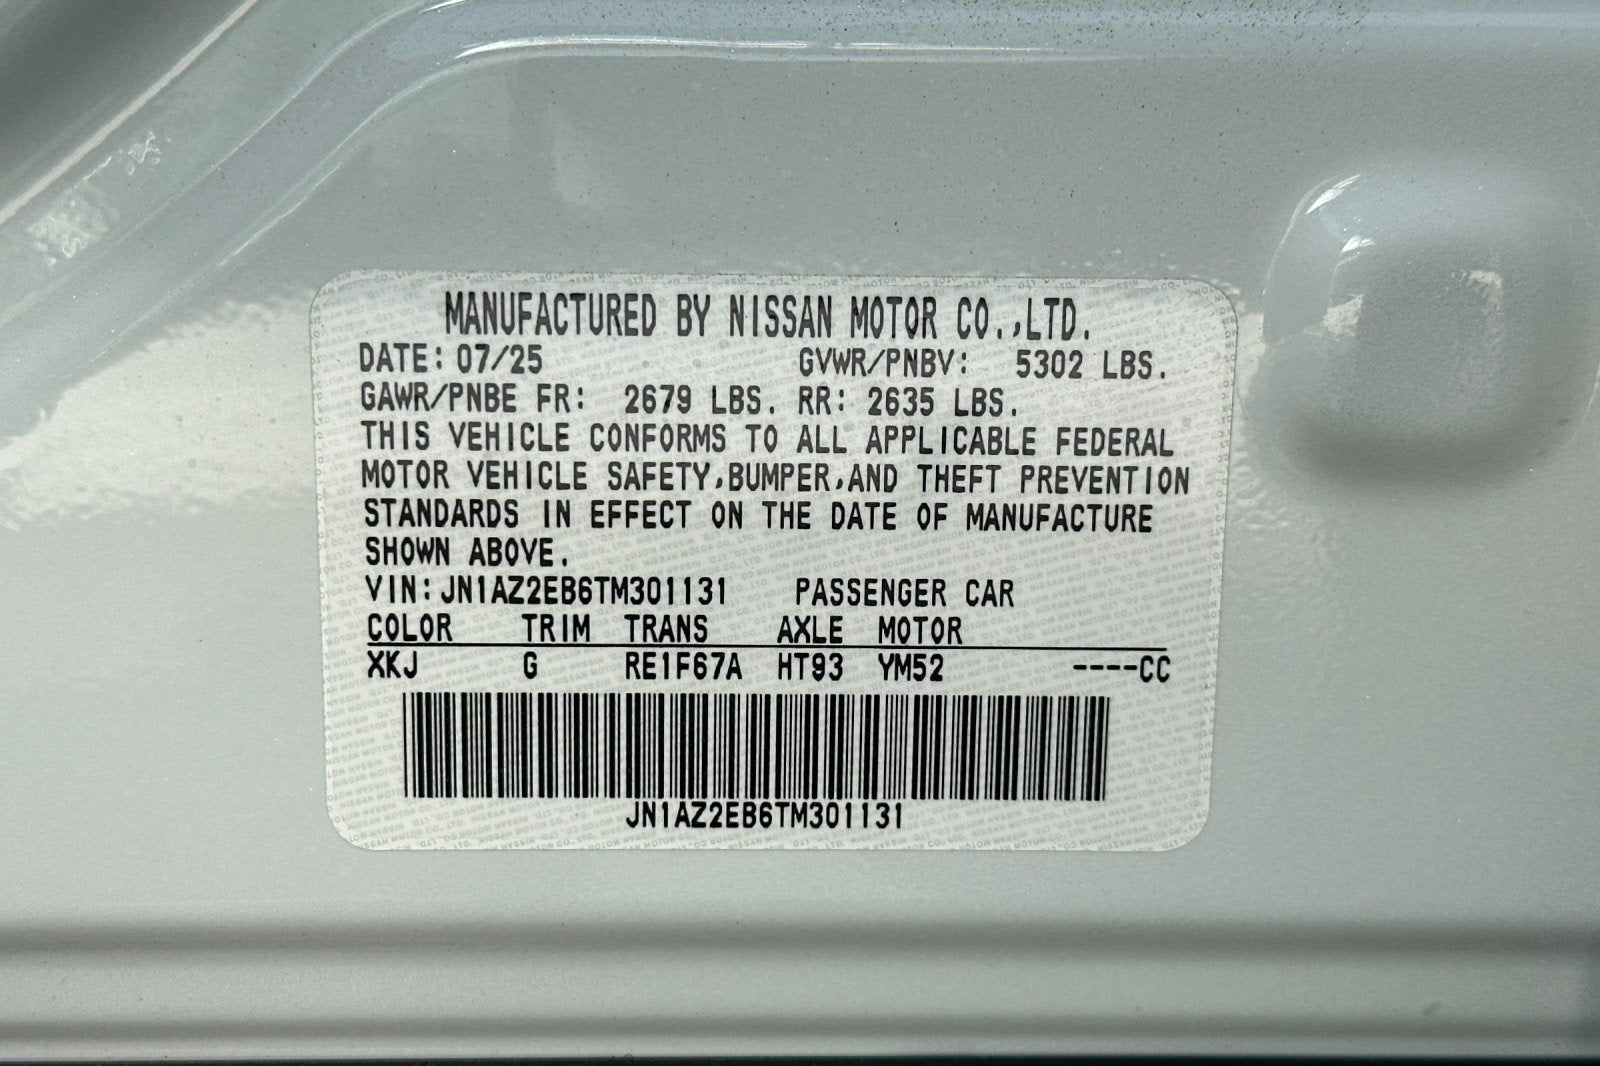 MANUFACTURED BY NISSAN MOTOR CO.,LTD.
DATE: 07/25 GVWR/PNBV: 5302 LBS.
GAWR/PNBE FR: 2679 LBS. RR: 2635 LBS.
THIS VEHICLE CONFORMS TO ALL APPLICABLE FEDERAL
MOTOR VEHICLE SAFETY,BUMPER,AND THEFT PREVENTION
STANDARDS IN EFFECT ON THE DATE OF MANUFACTURE
SHOWN ABOVE.
VIN:JN1AZ2EB6TM301131 PASSENGER CAR
COLOR TRIM TRANS AXLE MOTOR
XKJ G RE1F67A HT93 YM52 ----CC
JN1AZ2EB6TM301131